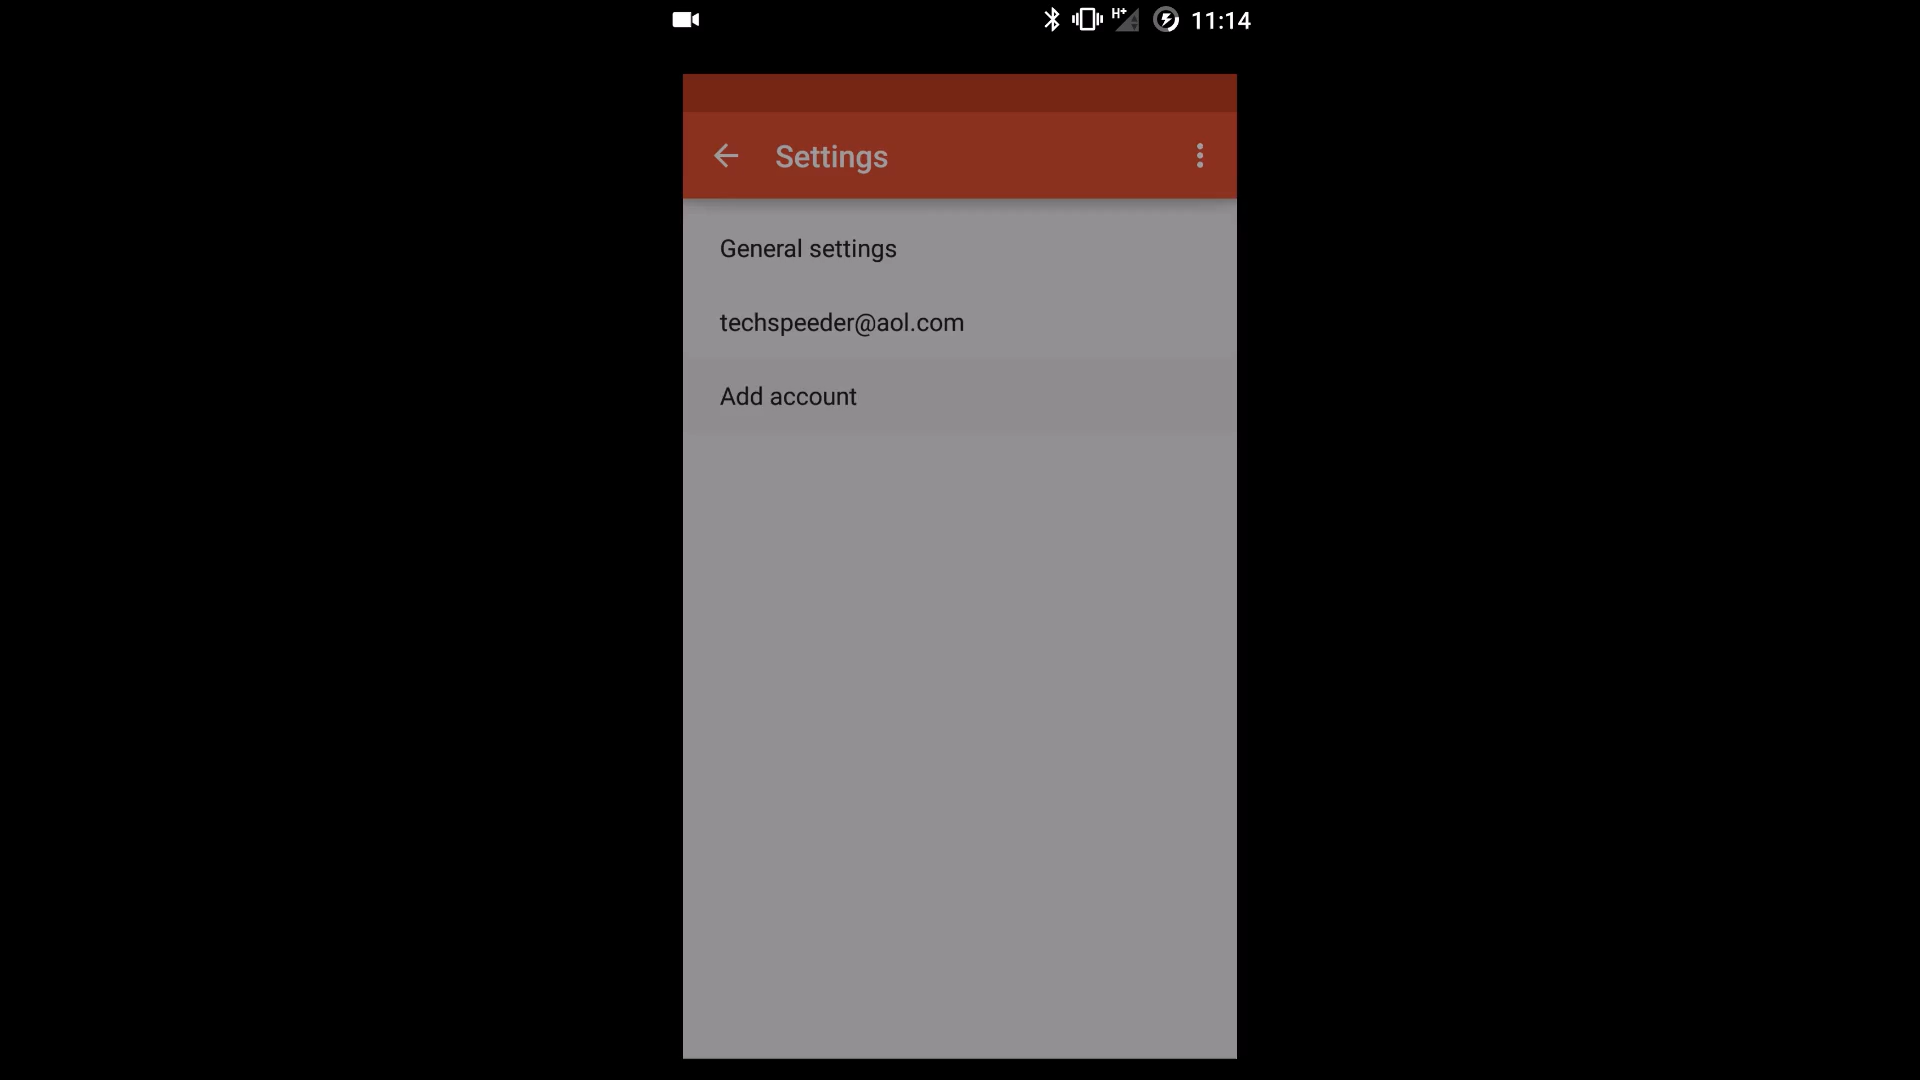 H+ 11:14
Settings
General settings
techspeeder@aol.com
Add account